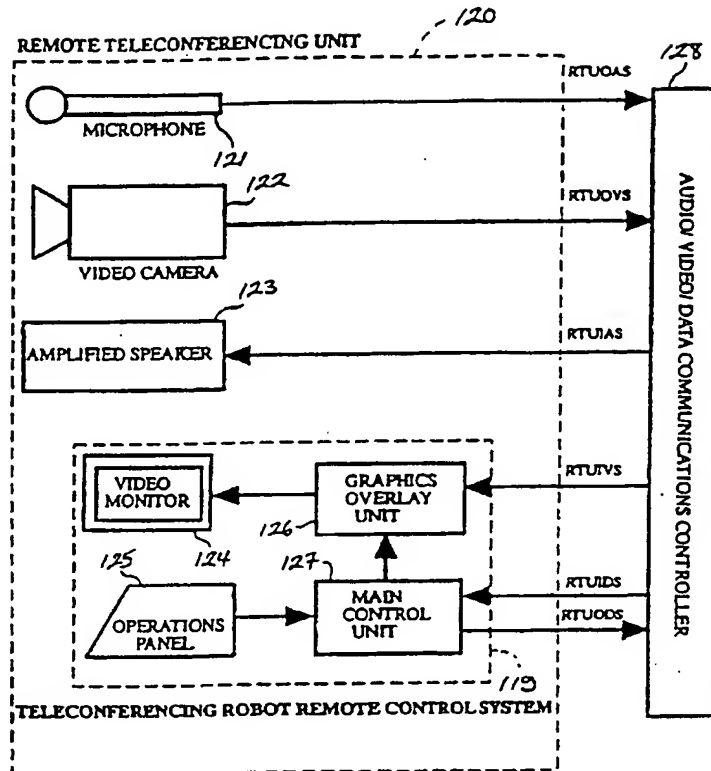 120
REMOTE TELECONFERENCING UNIT
128
RTUOAS
MICROPHONE
121
122
RTUOVS
VIDEO CAMERA
123
AMPLIFIED SPEAKER
RTUIAS
VIDEO
MONITOR
124
GRAPHICS
OVERLAY
UNIT
126
RTUIVS
125
OPERATIONS
PANEL
127
MAIN
CONTROL
UNIT
RTUIDS
RTUODS
119
TELECONFERENCING ROBOT REMOTE CONTROL SYSTEM
AUDIO/ VIDEO/ DATA COMMUNICATIONS CONTROLLER